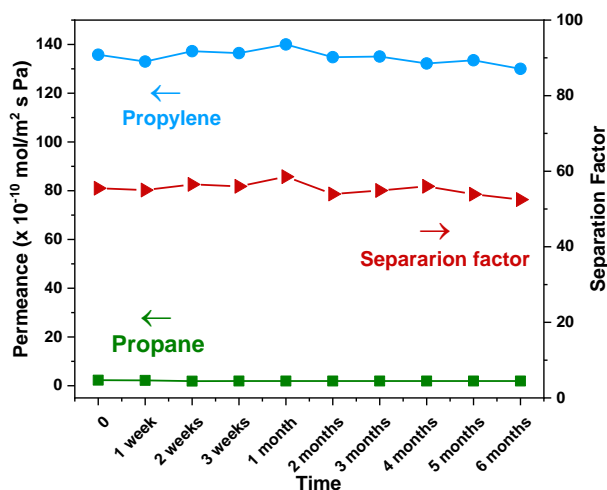 Permeance (x 10⁻¹⁰ mol/m² s Pa)
140
120
100
80
60
40
20
0
100
80
60
40
20
0
Separation Factor
Propylene
Separarion factor
Propane
0
1 week
2 weeks
3 weeks
1 month
2 months
3 months
4 months
5 months
6 months
Time